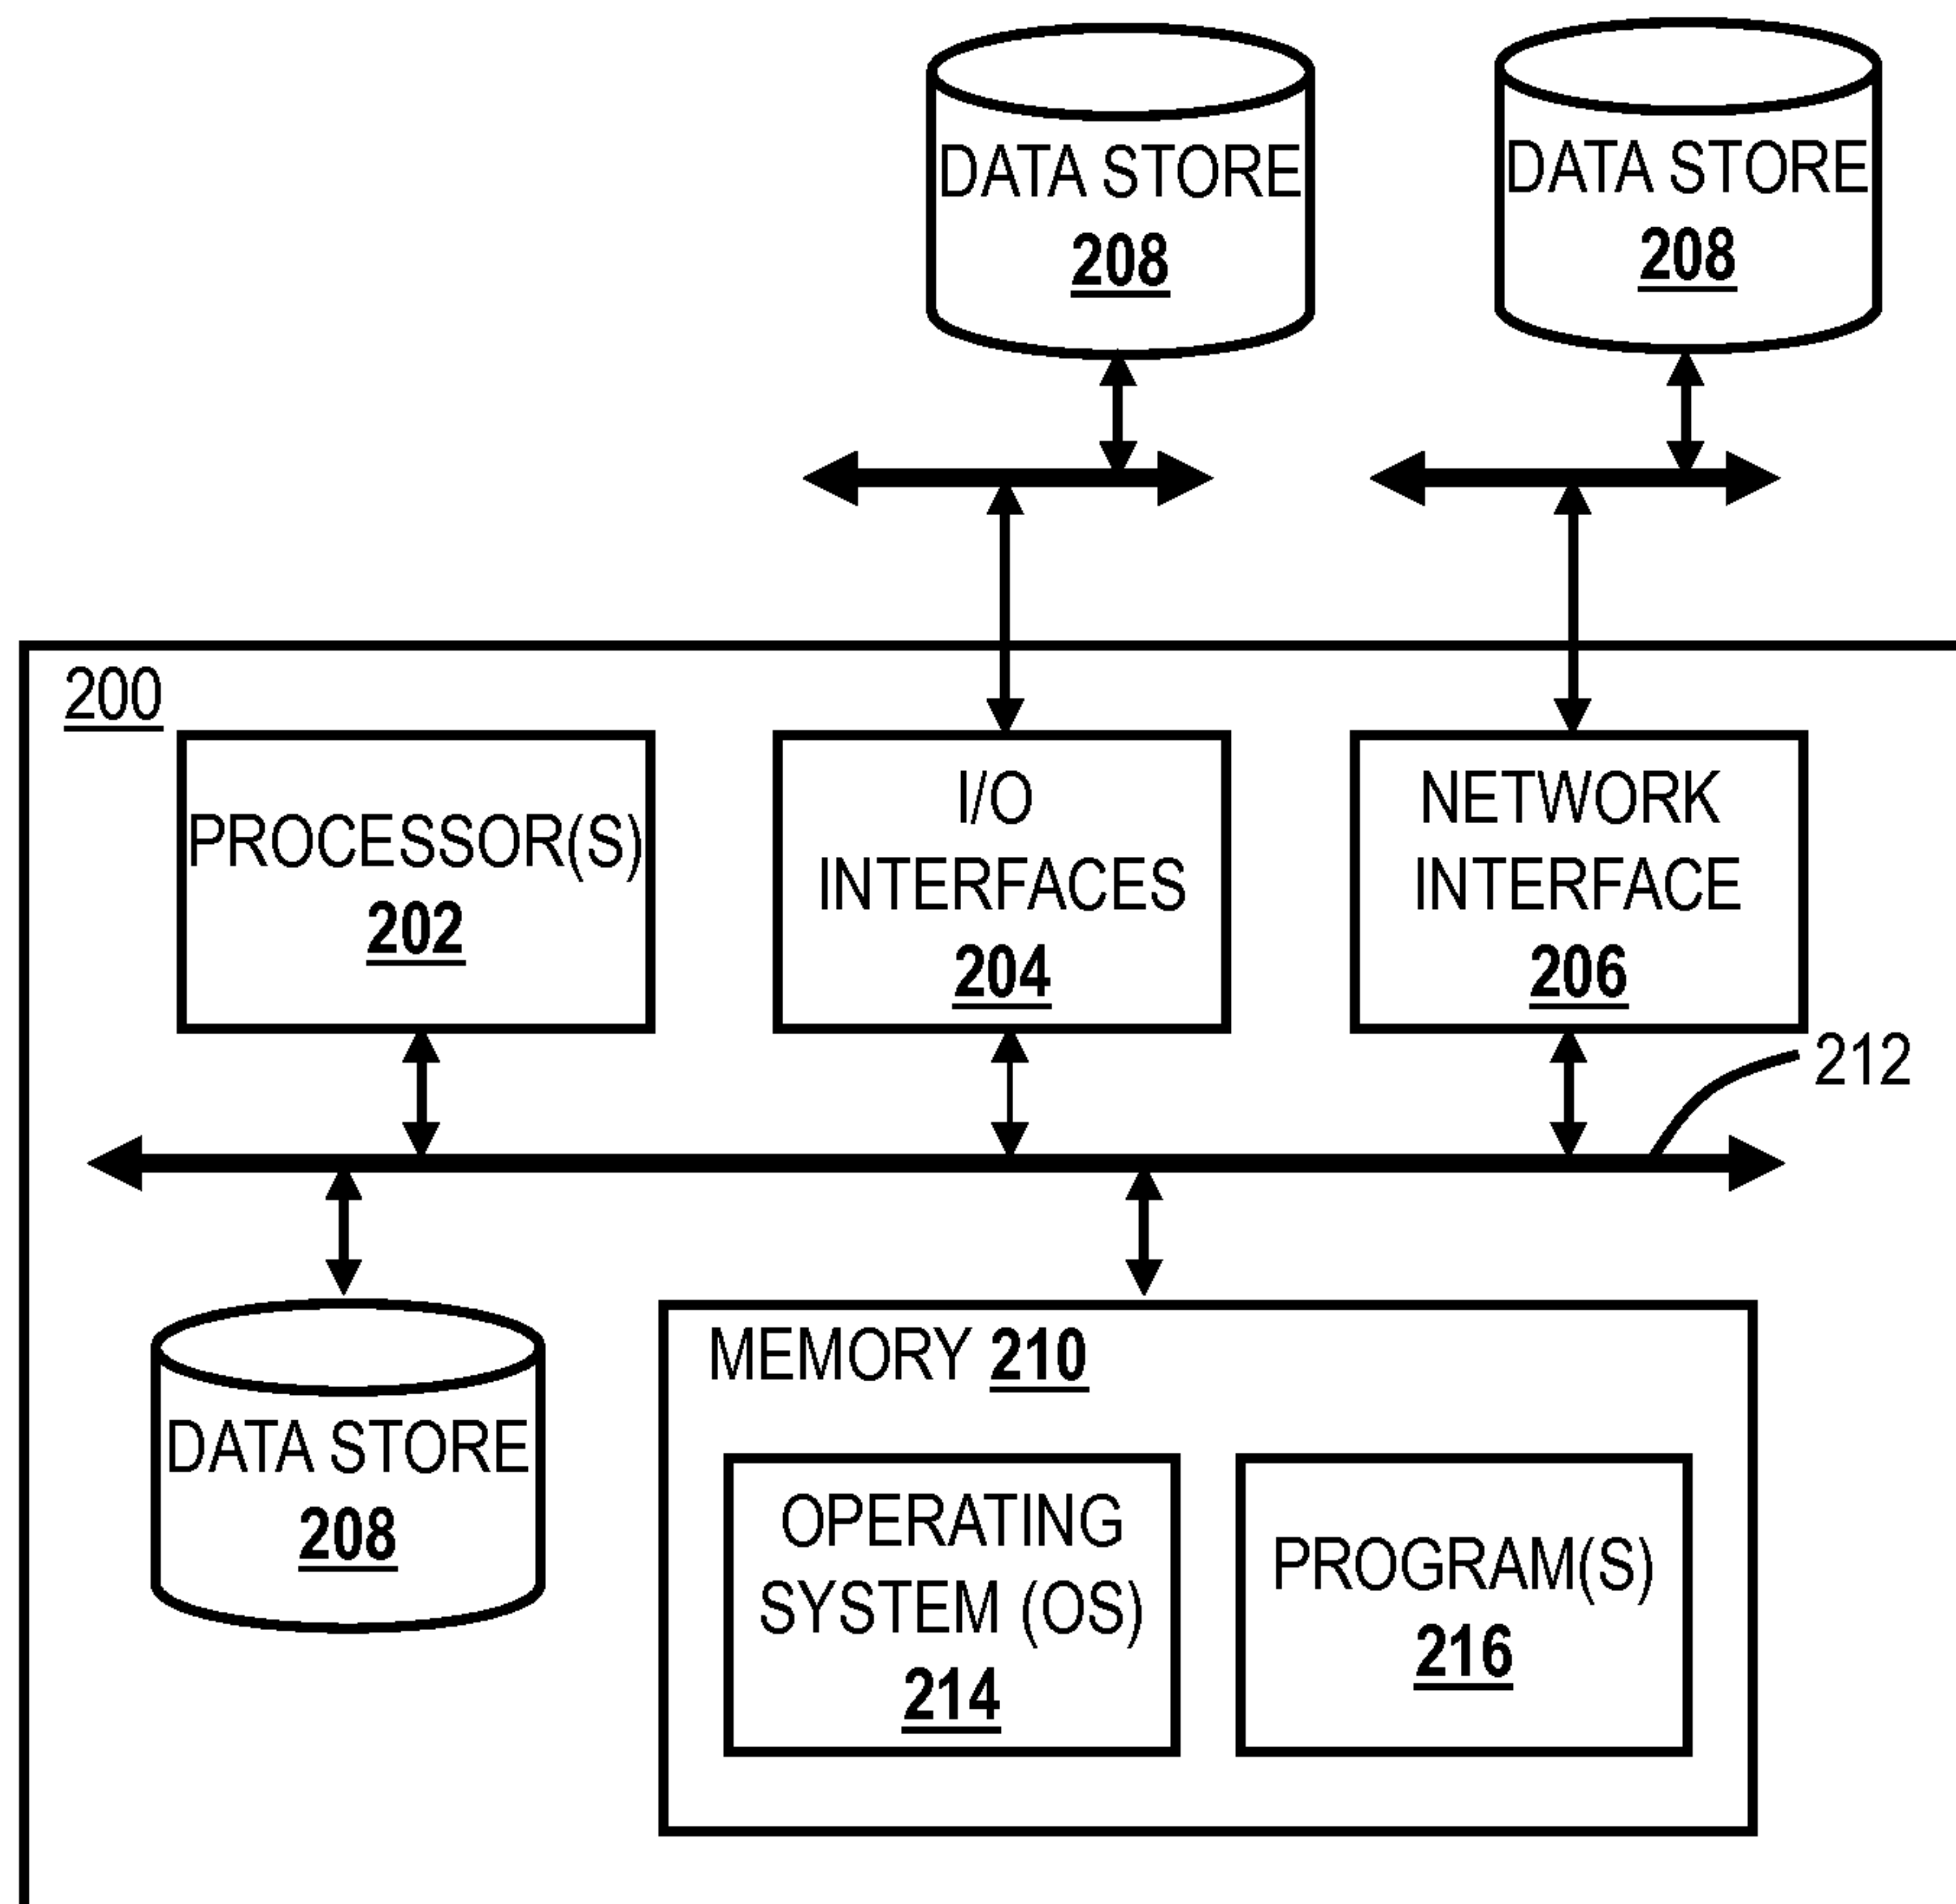 DATA STORE
208
DATA STORE
208
200
PROCESSOR(S)
202
I/O
INTERFACES
204
NETWORK
INTERFACE
206
212
DATA STORE
208
MEMORY 210
OPERATING
SYSTEM (OS)
214
PROGRAM(S)
216